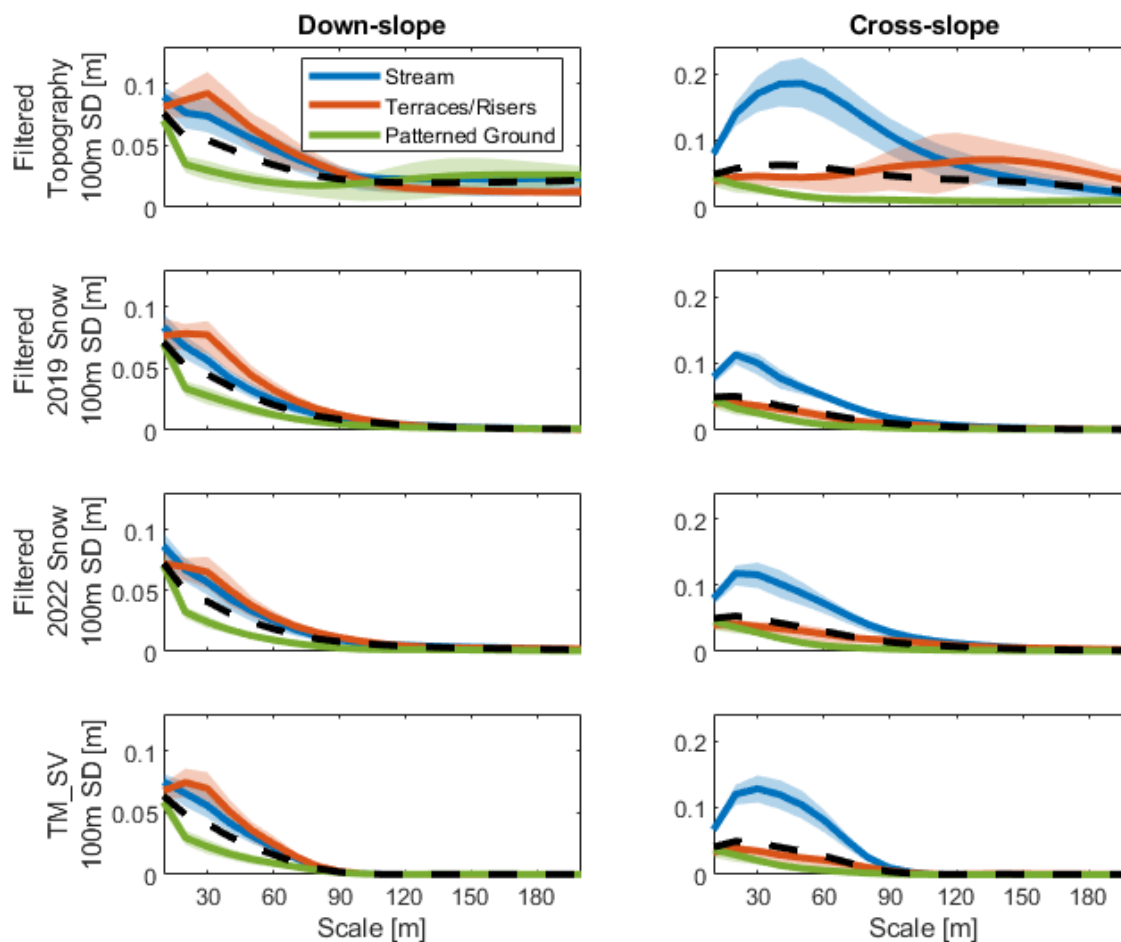 Down-slope
Cross-slope
Filtered
Topography
100m SD [m]
0.1
0.05
0
Stream
Terraces/Risers
Patterned Ground
0.2
0.1
0
Filtered
2019 Snow
100m SD [m]
0.1
0.05
0
0.2
0.1
0
Filtered
2022 Snow
100m SD [m]
0.1
0.05
0
0.2
0.1
0
TM_SV
100m SD [m]
0.1
0.05
0
30 60 90 120 150 180
Scale [m]
0.2
0.1
0
30 60 90 120 150 180
Scale [m]